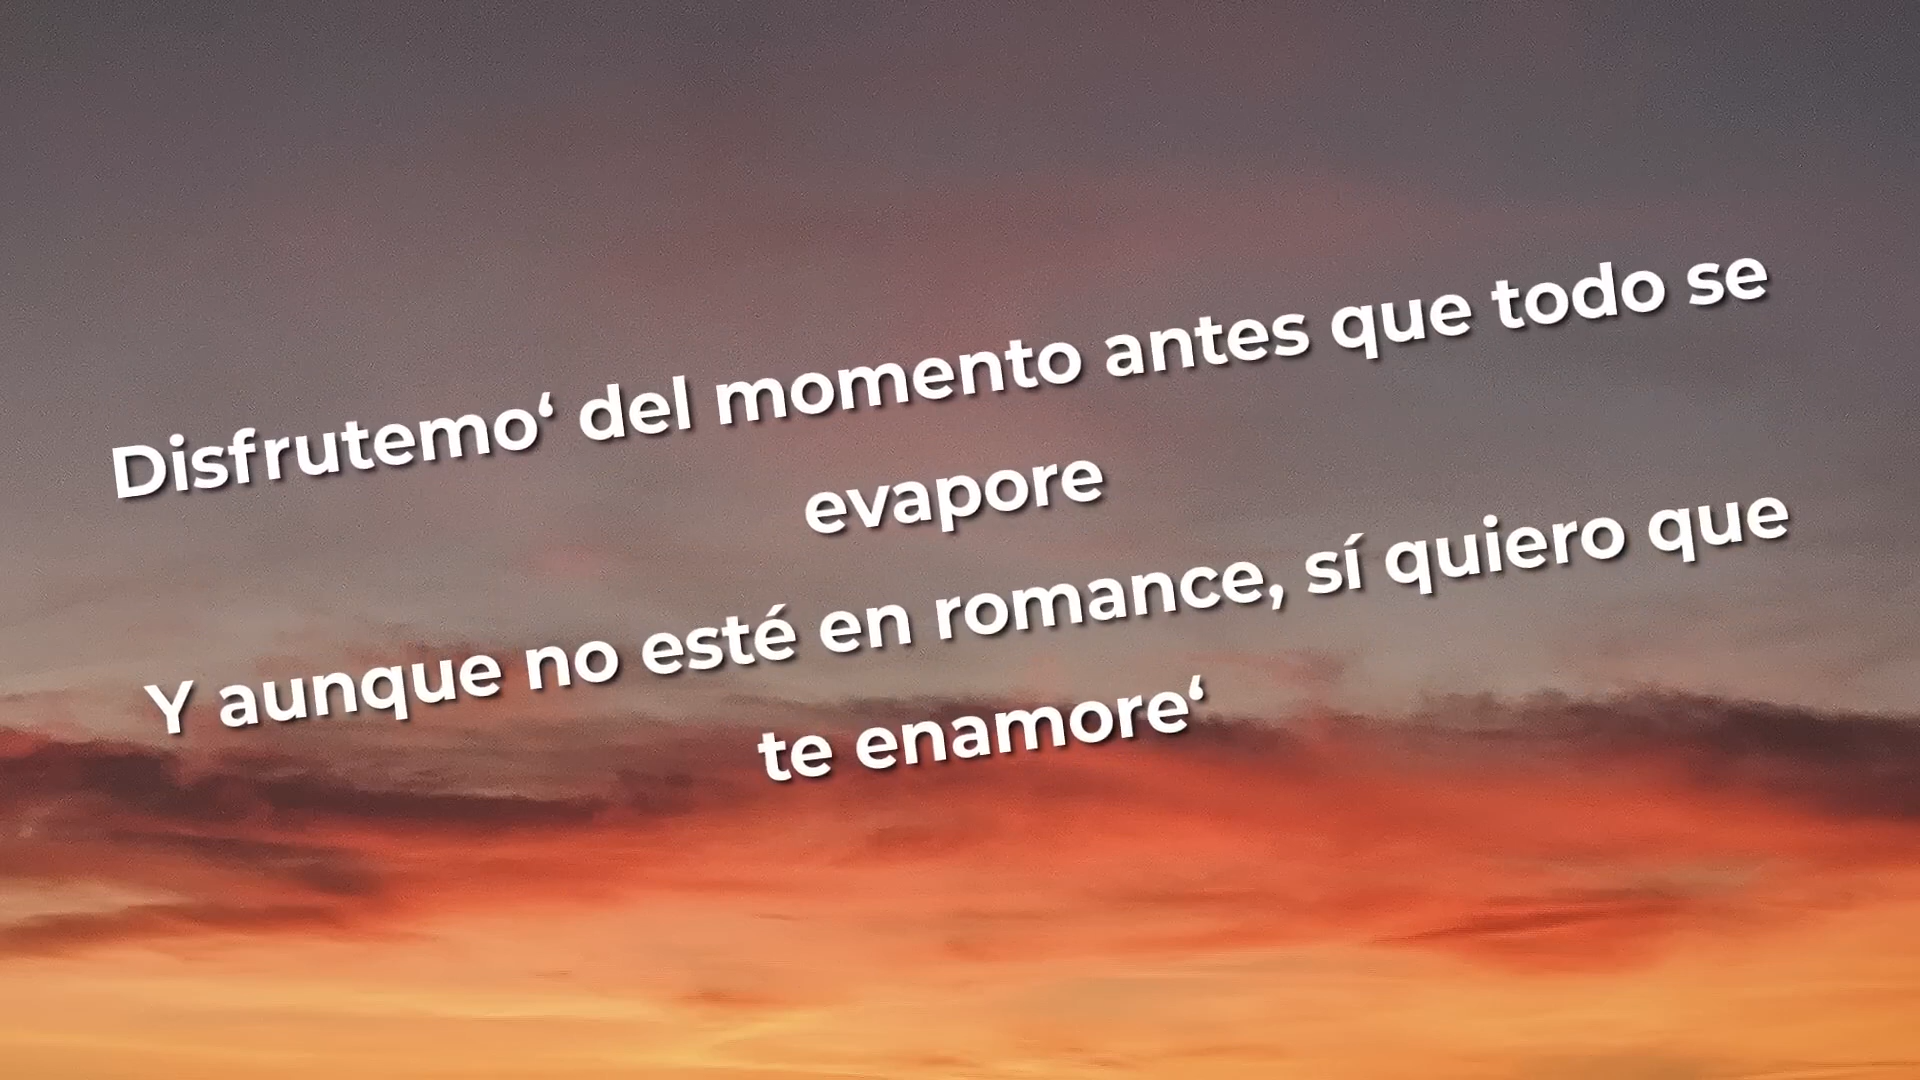 Disfrutemo‘ del momento antes que todo se
evapore
Y aunque no esté en romance, sí quiero que
te enamore‘